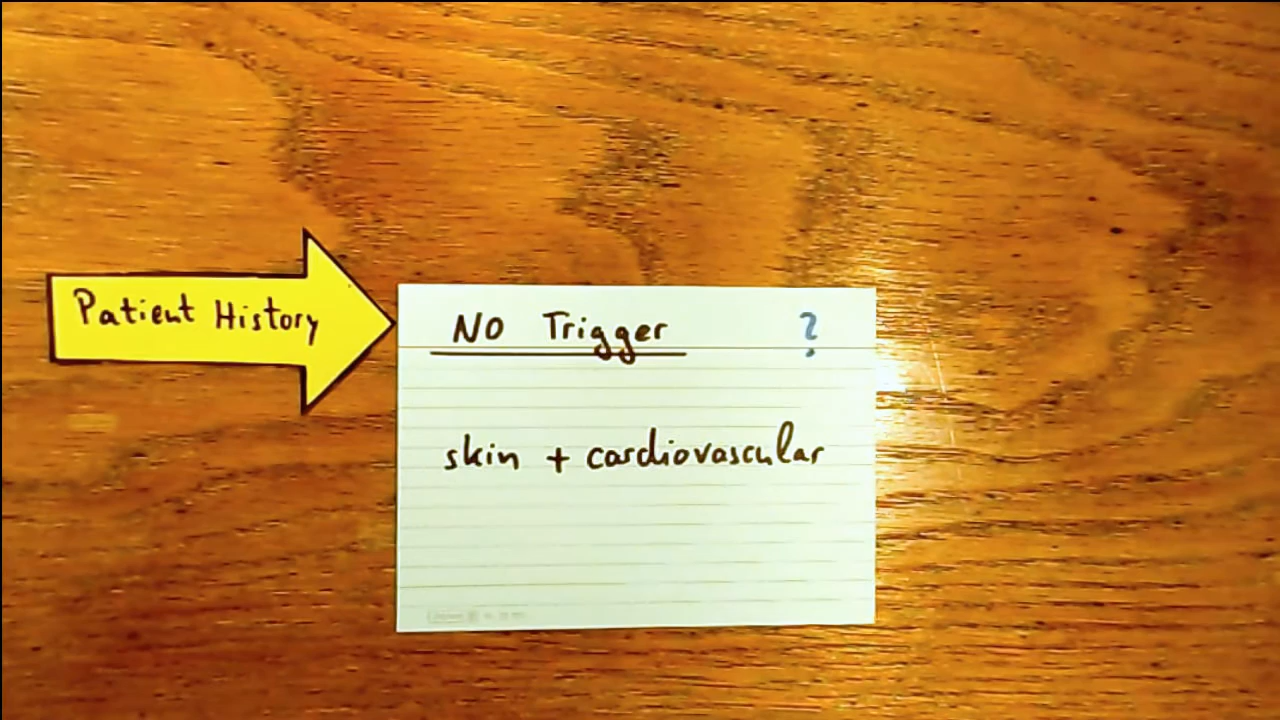 Patient History
NO Trigger ?
skin + cardiovascular